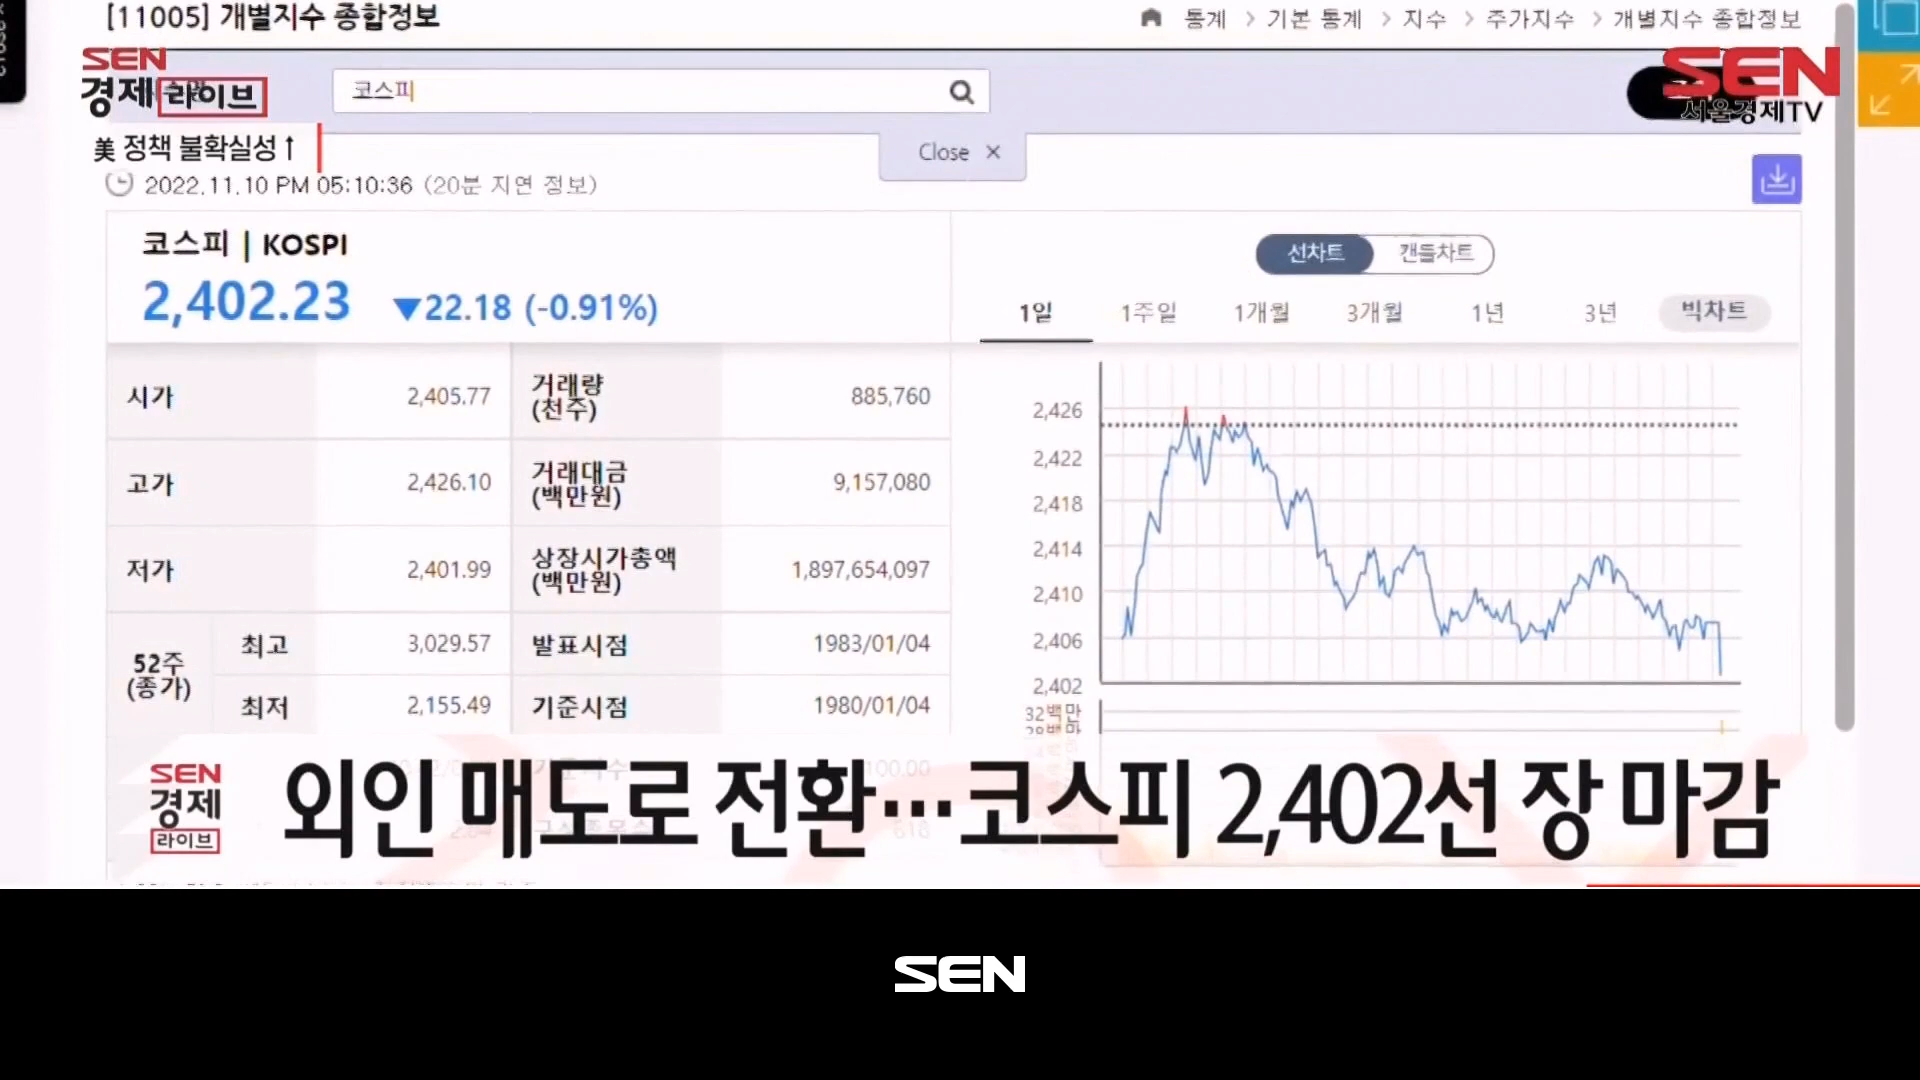 [11005] 개별지수 종합정보
통계 > 기본 통계 > 지수 > 주가지수 > 개별지수 종합정보
SEN
경제 라이브
코스피
SEN
서울경제TV
美 정책 불확실성↑
Close ×
2022.11.10 PM 05:10:36 (20분 지연 정보)
코스피 | KOSPI
2,402.23 ▼22.18 (-0.91%)
선차트 캔들차트
1일 1주일 1개월 3개월 1년 3년 빅차트
시가 2,405.77 거래량 (천주) 885,760
고가 2,426.10 거래대금 (백만원) 9,157,080
저가 2,401.99 상장시가총액 (백만원) 1,897,654,097
52주 (종가) 최고 3,029.57 발표시점 1983/01/04
최저 2,155.49 기준시점 1980/01/04
2,426
2,422
2,418
2,414
2,410
2,406
2,402
32백만
SEN
경제
라이브
외인 매도로 전환…코스피 2,402선 장 마감
SEN